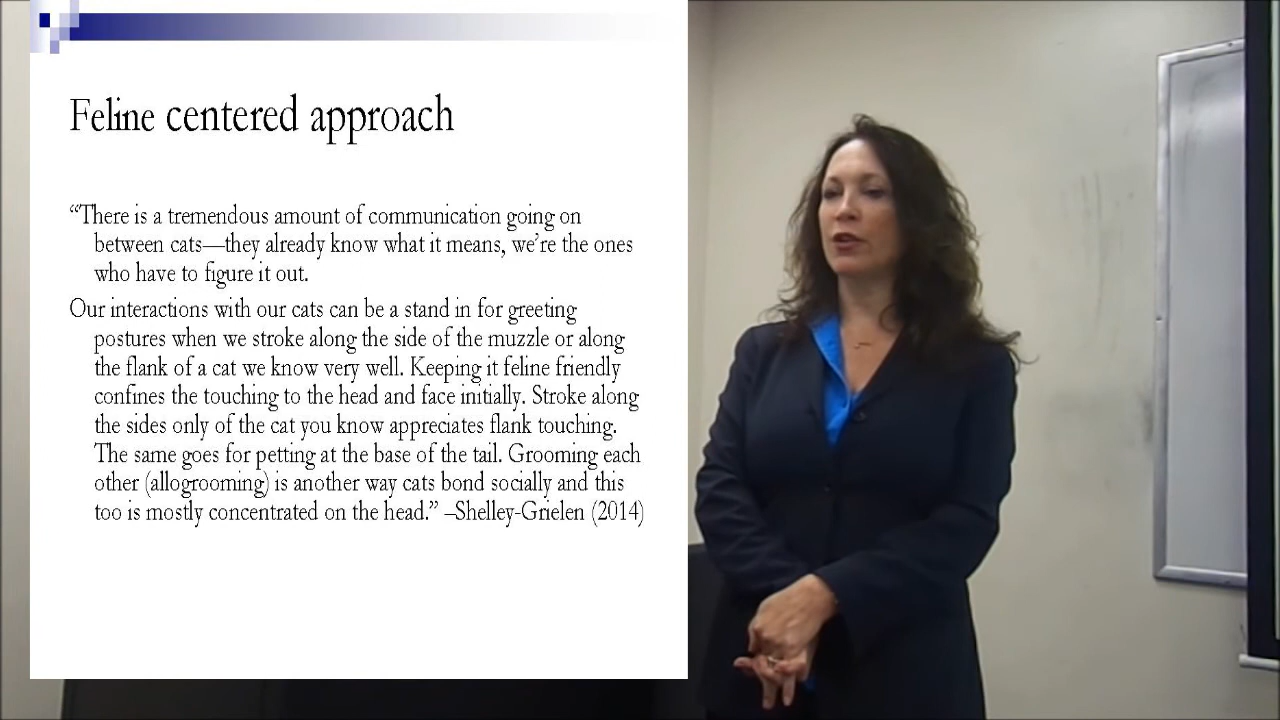 Feline centered approach
“There is a tremendous amount of communication going on
between cats—they already know what it means, we’re the ones
who have to figure it out.
Our interactions with our cats can be a stand in for greeting
postures when we stroke along the side of the muzzle or along
the flank of a cat we know very well. Keeping it feline friendly
confines the touching to the head and face initially. Stroke along
the sides only of the cat you know appreciates flank touching.
The same goes for petting at the base of the tail. Grooming each
other (allogrooming) is another way cats bond socially and this
too is mostly concentrated on the head.” –Shelley-Grielen (2014)